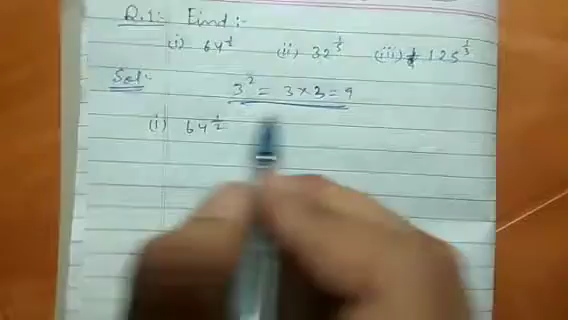 Q.1:- Find :-
(i) 64^1/2 (ii) 32^1/5 (iii) 125^1/3
Sol:-
3^2 = 3×3 = 9
(i) 64^1/2